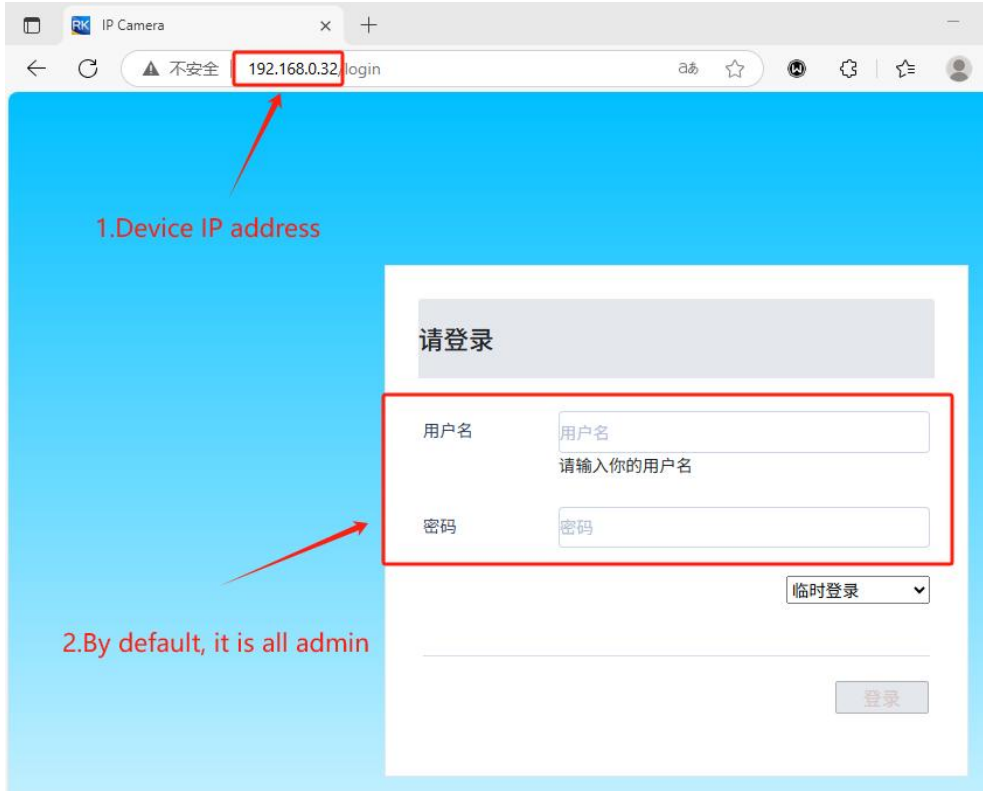 RK IP Camera
不安全 192.168.0.32/login aあ
1.Device IP address
请登录
用户名 用户名
请输入你的用户名
密码 密码
临时登录
2.By default, it is all admin
登录